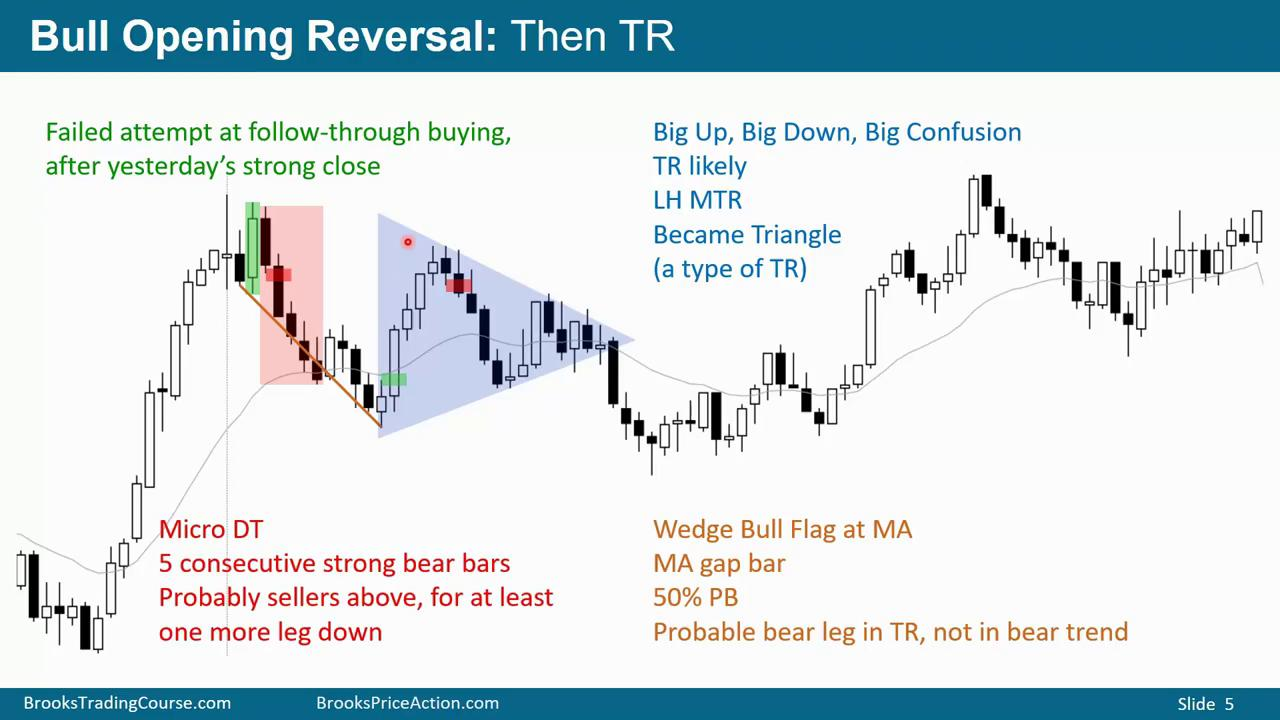 Bull Opening Reversal: Then TR
Failed attempt at follow-through buying,
after yesterday's strong close
Big Up, Big Down, Big Confusion
TR likely
LH MTR
Became Triangle
(a type of TR)
Micro DT
5 consecutive strong bear bars
Probably sellers above, for at least
one more leg down
Wedge Bull Flag at MA
MA gap bar
50% PB
Probable bear leg in TR, not in bear trend
BrooksTradingCourse.com
BrooksPriceAction.com
Slide 5